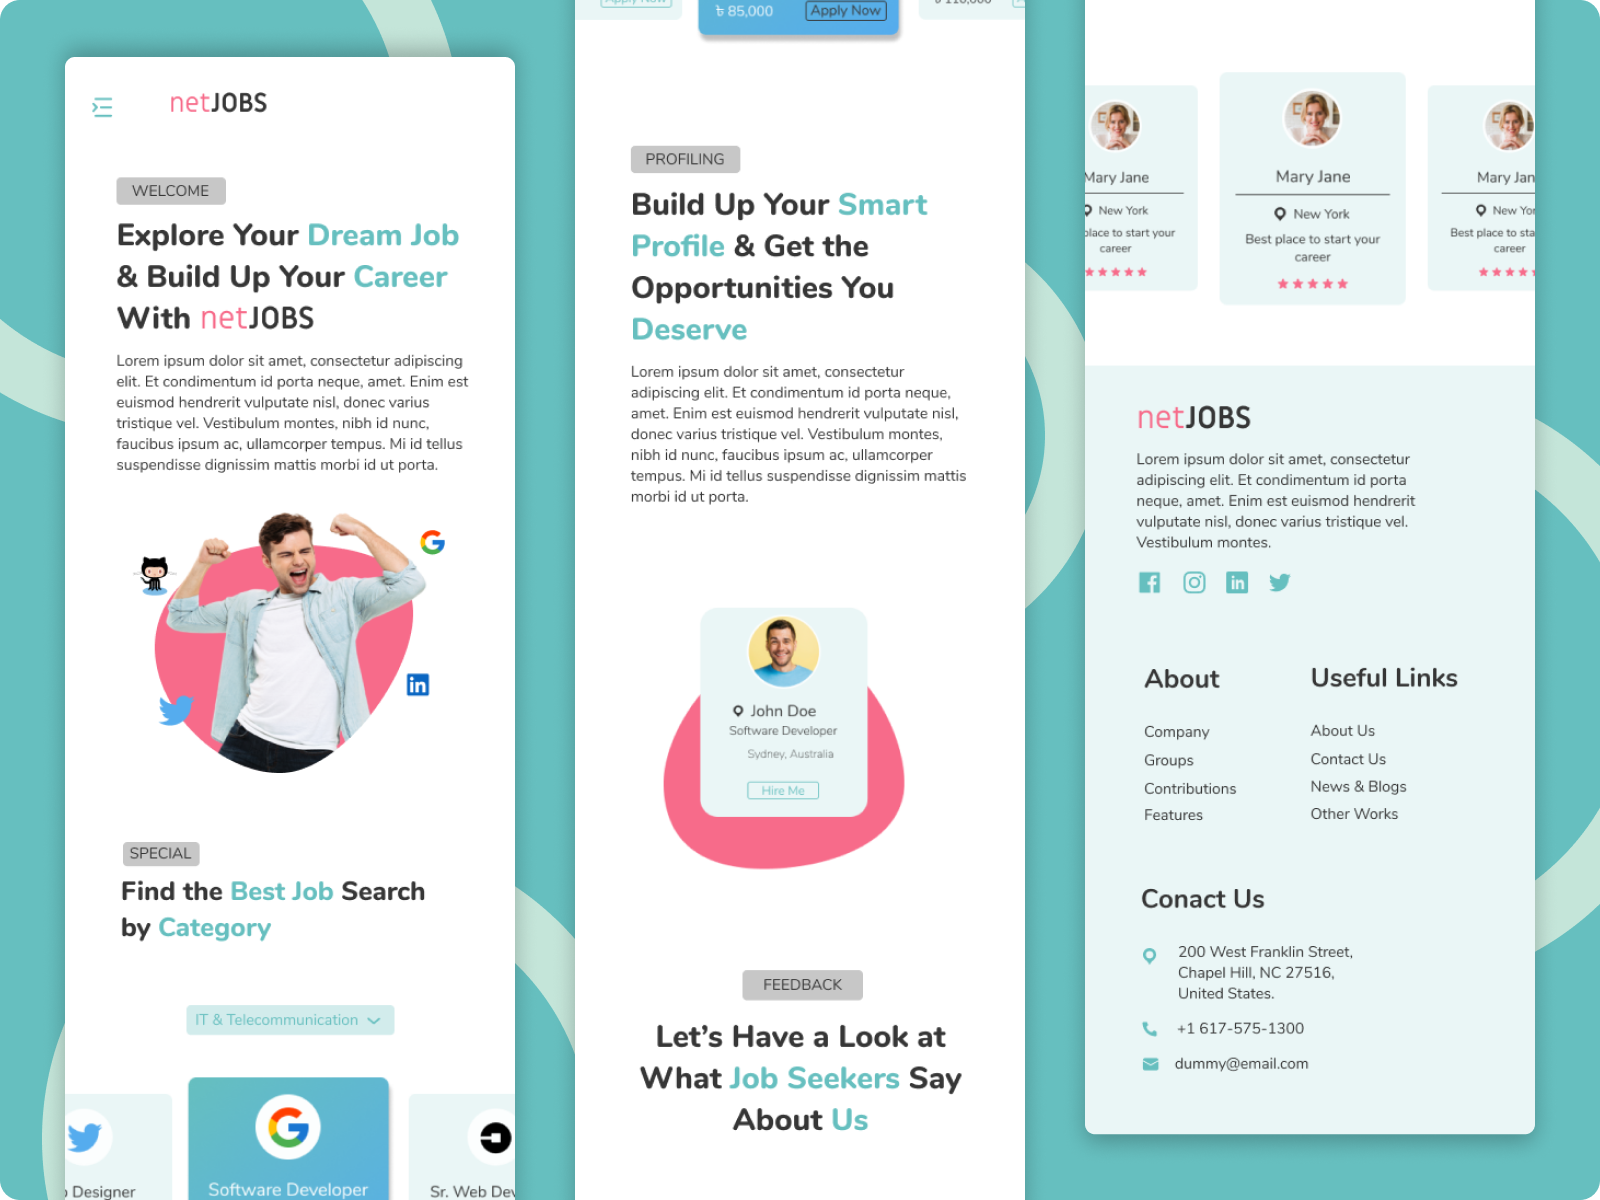 netJOBS
WELCOME
Explore Your Dream Job
& Build Up Your Career
With netJOBS
Lorem ipsum dolor sit amet, consectetur adipiscing
elit. Et condimentum id porta neque, amet. Enim est
euismod hendrerit vulputate nisl, donec varius
tristique vel. Vestibulum montes, nibh id nunc,
faucibus ipsum ac, ullamcorper tempus. Mi id tellus
suspendisse dignissim mattis morbi id ut porta.
in
SPECIAL
Find the Best Job Search
by Category
IT & Telecommunication
Designer
Software Developer
Sr. Web Dev
Apply Now
৳ 85,000
Apply Now
PROFILING
Build Up Your Smart
Profile & Get the
Opportunities You
Deserve
Lorem ipsum dolor sit amet, consectetur
adipiscing elit. Et condimentum id porta neque,
amet. Enim est euismod hendrerit vulputate nisl,
donec varius tristique vel. Vestibulum montes,
nibh id nunc, faucibus ipsum ac, ullamcorper
tempus. Mi id tellus suspendisse dignissim mattis
morbi id ut porta.
John Doe
Software Developer
Sydney, Australia
Hire Me
FEEDBACK
Let's Have a Look at
What Job Seekers Say
About Us
Mary Jane
New York
place to start your
career
Mary Jane
New York
Best place to start your
career
Mary Jan
New Yor
Best place to sta
career
netJOBS
Lorem ipsum dolor sit amet, consectetur
adipiscing elit. Et condimentum id porta
neque, amet. Enim est euismod hendrerit
vulputate nisl, donec varius tristique vel.
Vestibulum montes.
in
About
Company
Groups
Contributions
Features
Useful Links
About Us
Contact Us
News & Blogs
Other Works
Conact Us
200 West Franklin Street,
Chapel Hill, NC 27516,
United States.
+1 617-575-1300
dummy@email.com